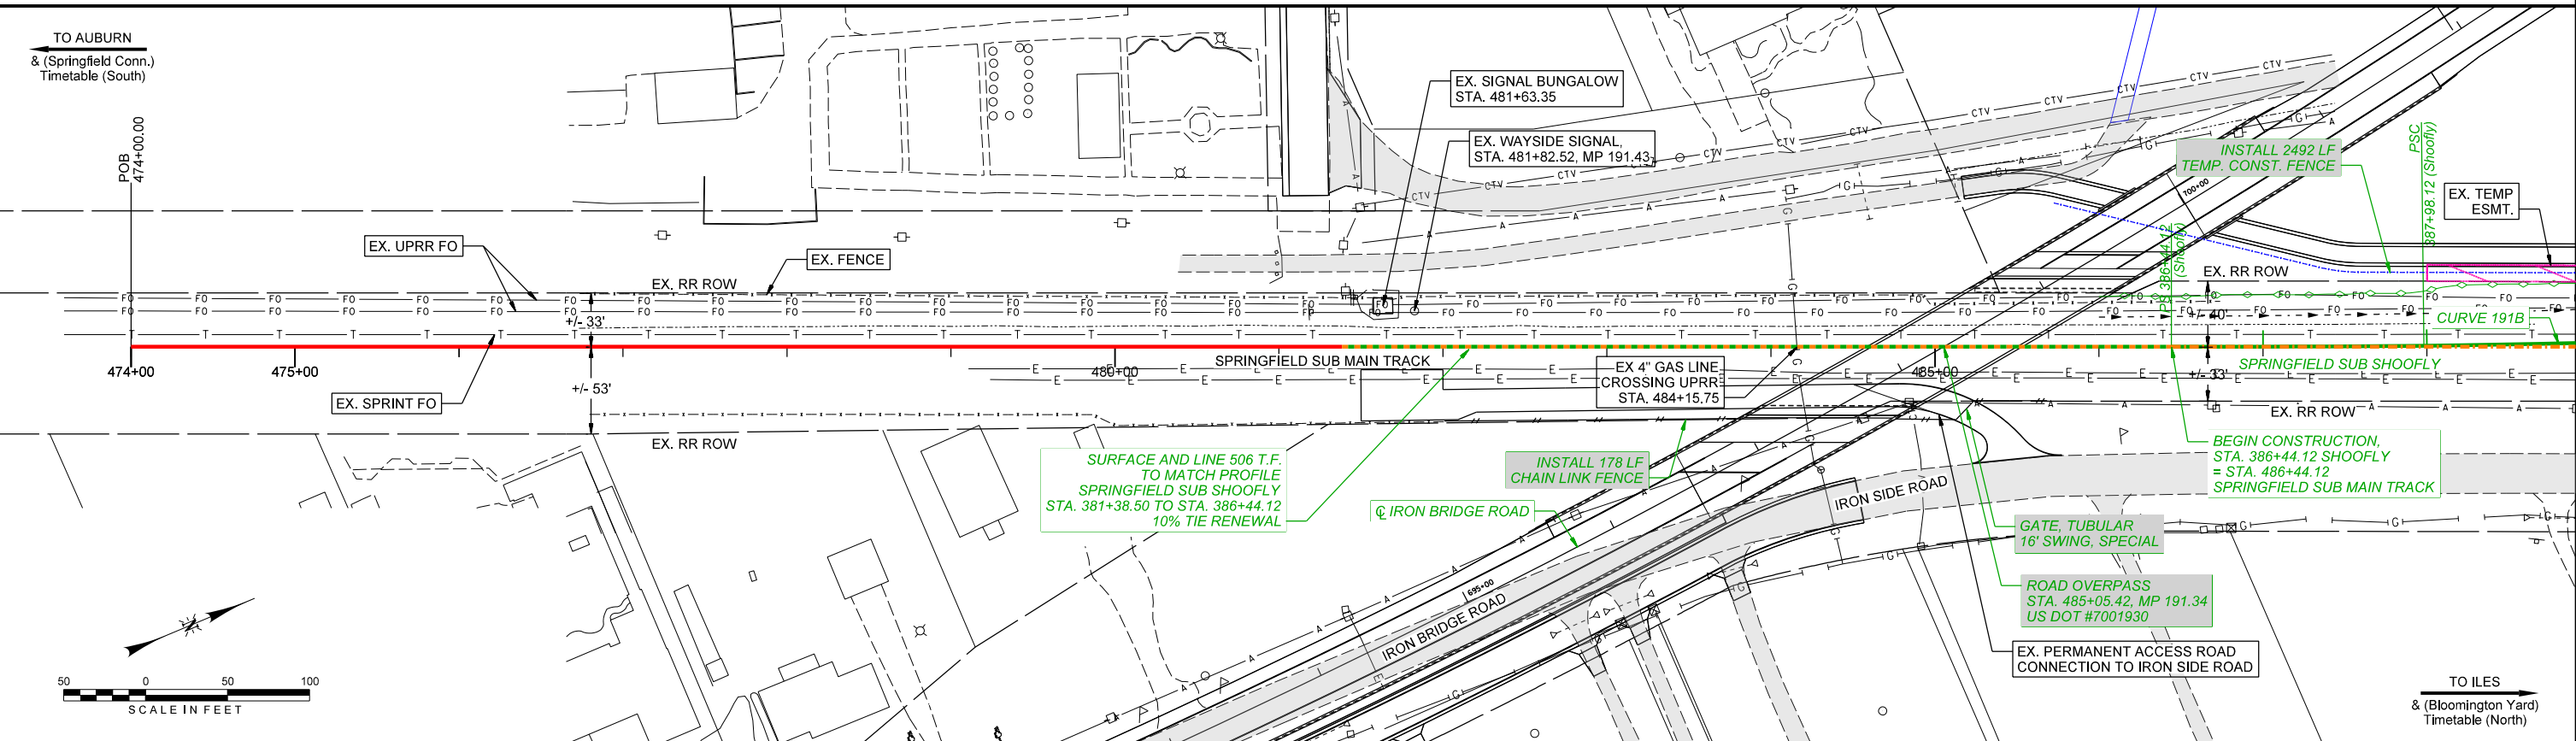 TO AUBURN
& (Springfield Conn.)
Timetable (South)
POB
474+00.00
EX. UPRR FO
EX. FENCE
EX. RR ROW
EX. SIGNAL BUNGALOW
STA. 481+63.35
EX. WAYSIDE SIGNAL,
STA. 481+82.52, MP 191.43
INSTALL 2492 LF
TEMP. CONST. FENCE
PSC
387+98.12 (Shoofly)
EX. TEMP
ESMT.
PS 386+44.12
(Shoofly)
700+00
EX. RR ROW
+/- 33'
+/- 40'
CURVE 191B
474+00
475+00
480+00
485+00
SPRINGFIELD SUB MAIN TRACK
SPRINGFIELD SUB SHOOFLY
+/- 53'
+/- 33'
EX. SPRINT FO
EX. RR ROW
EX 4" GAS LINE
CROSSING UPRR
STA. 484+15.75
EX. RR ROW
SURFACE AND LINE 506 T.F.
TO MATCH PROFILE
SPRINGFIELD SUB SHOOFLY
STA. 381+38.50 TO STA. 386+44.12
10% TIE RENEWAL
INSTALL 178 LF
CHAIN LINK FENCE
℄ IRON BRIDGE ROAD
IRON SIDE ROAD
BEGIN CONSTRUCTION,
STA. 386+44.12 SHOOFLY
= STA. 486+44.12
SPRINGFIELD SUB MAIN TRACK
GATE, TUBULAR
16' SWING, SPECIAL
ROAD OVERPASS
STA. 485+05.42, MP 191.34
US DOT #7001930
EX. PERMANENT ACCESS ROAD
CONNECTION TO IRON SIDE ROAD
695+00
IRON BRIDGE ROAD
50 0 50 100
SCALE IN FEET
TO ILES
& (Bloomington Yard)
Timetable (North)